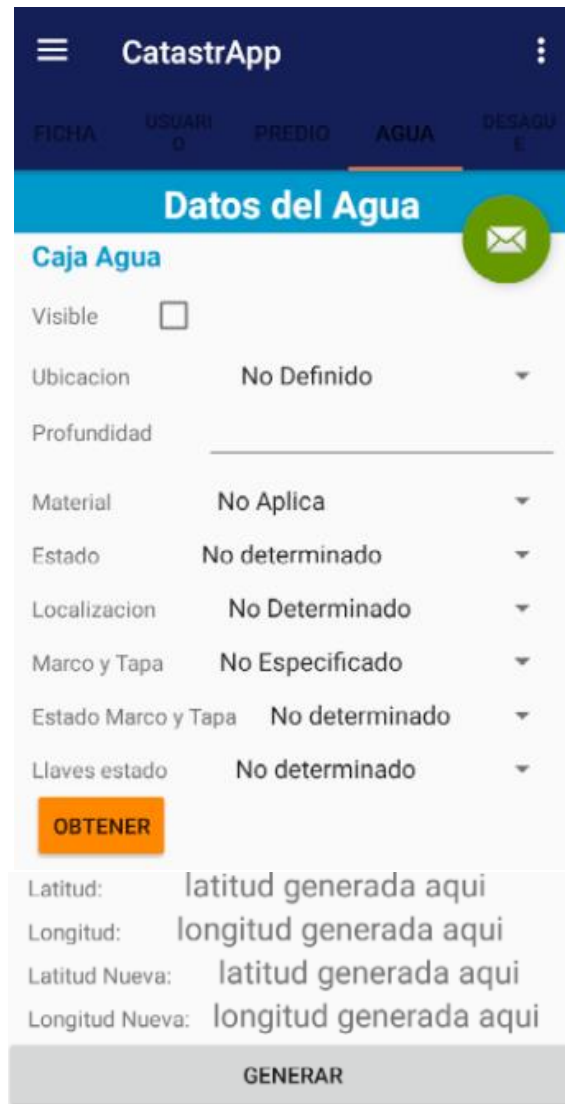 CatastrApp
FICHA USUARI
O PREDIO AGUA DESAGU
E
Datos del Agua
Caja Agua
Visible
Ubicacion No Definido
Profundidad
Material No Aplica
Estado No determinado
Localizacion No Determinado
Marco y Tapa No Especificado
Estado Marco y Tapa No determinado
Llaves estado No determinado
OBTENER
Latitud: latitud generada aqui
Longitud: longitud generada aqui
Latitud Nueva: latitud generada aqui
Longitud Nueva: longitud generada aqui
GENERAR